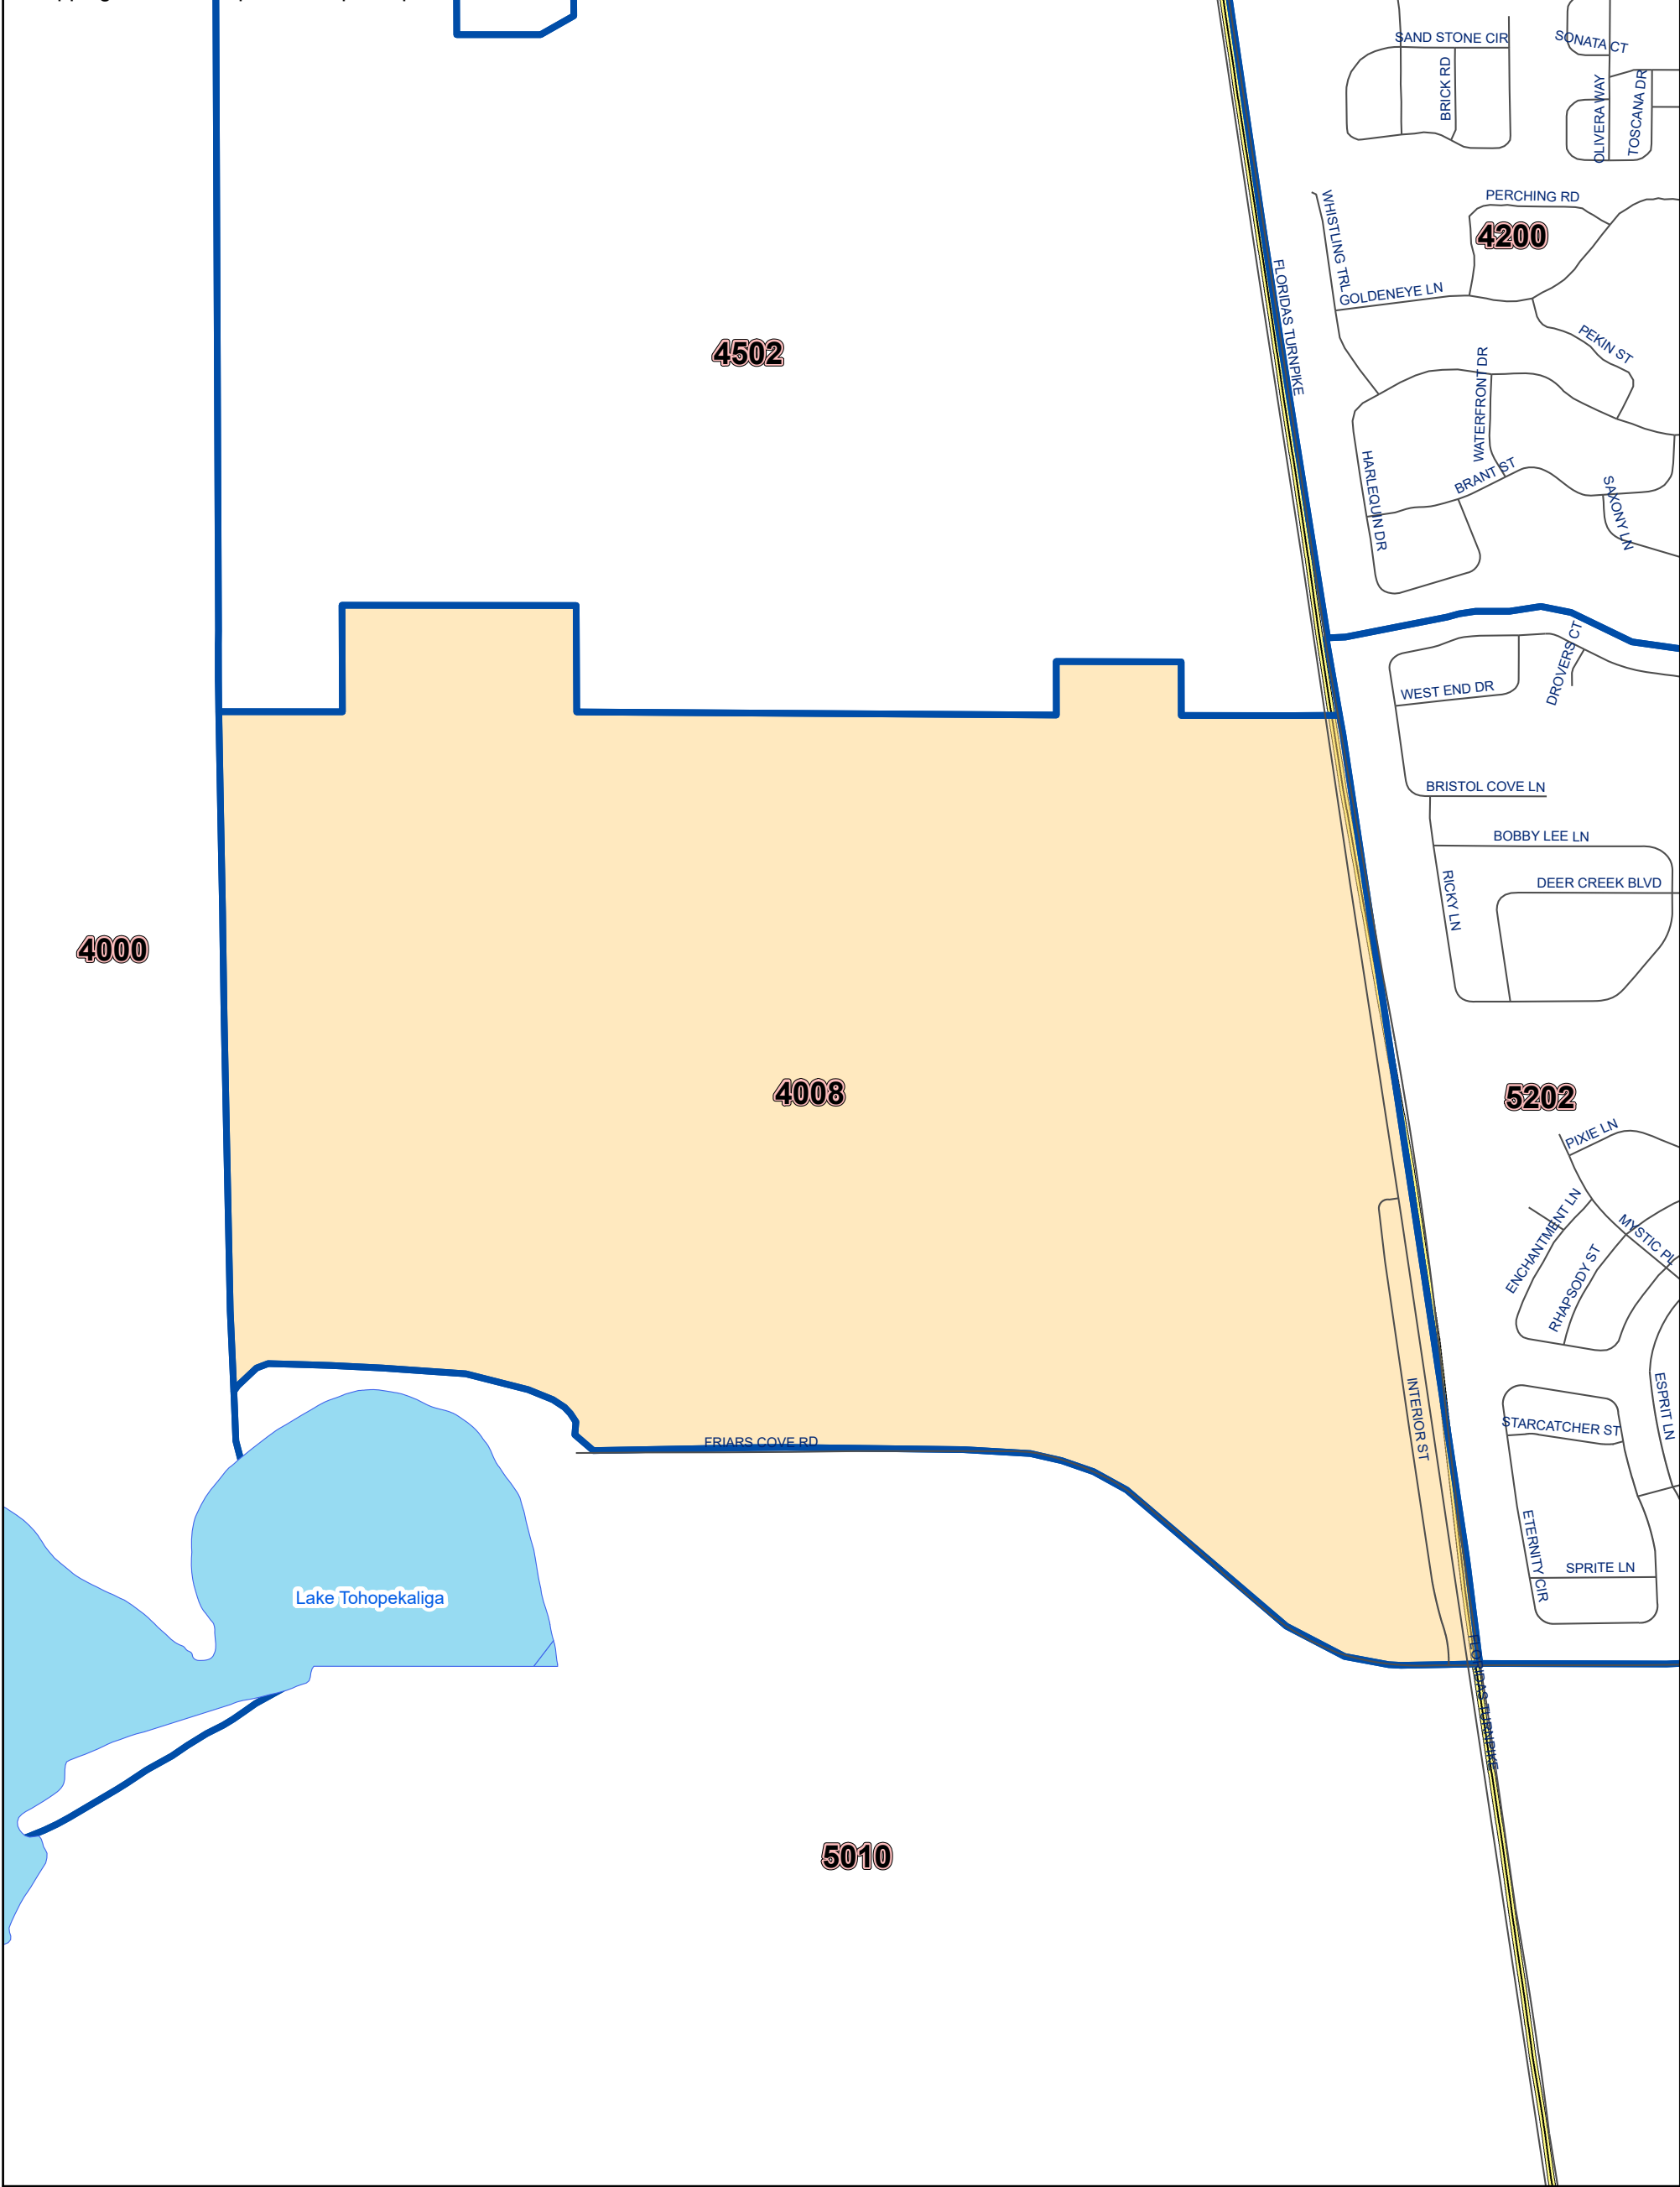 SAND STONE CIR
SONATA CT
BRICK RD
OLIVERA WAY
TOSCANA DR
PERCHING RD
WHISTLING TRL
4200
FLORIDAS TURNPIKE
GOLDENEYE LN
PEKIN ST
4502
WATERFRONT DR
HARLEQUIN DR
BRANT ST
SAXONY LN
DROVERS CT
WEST END DR
BRISTOL COVE LN
BOBBY LEE LN
RICKY LN
DEER CREEK BLVD
4000
4008
5202
PIXIE LN
ENCHANTMENT LN
MYSTIC PL
RHAPSODY ST
INTERIOR ST
ESPRIT LN
STARCATCHER ST
FRIARS COVE RD
ETERNITY CIR
SPRITE LN
Lake Tohopekaliga
FLORIDAS TURNPIKE
5010